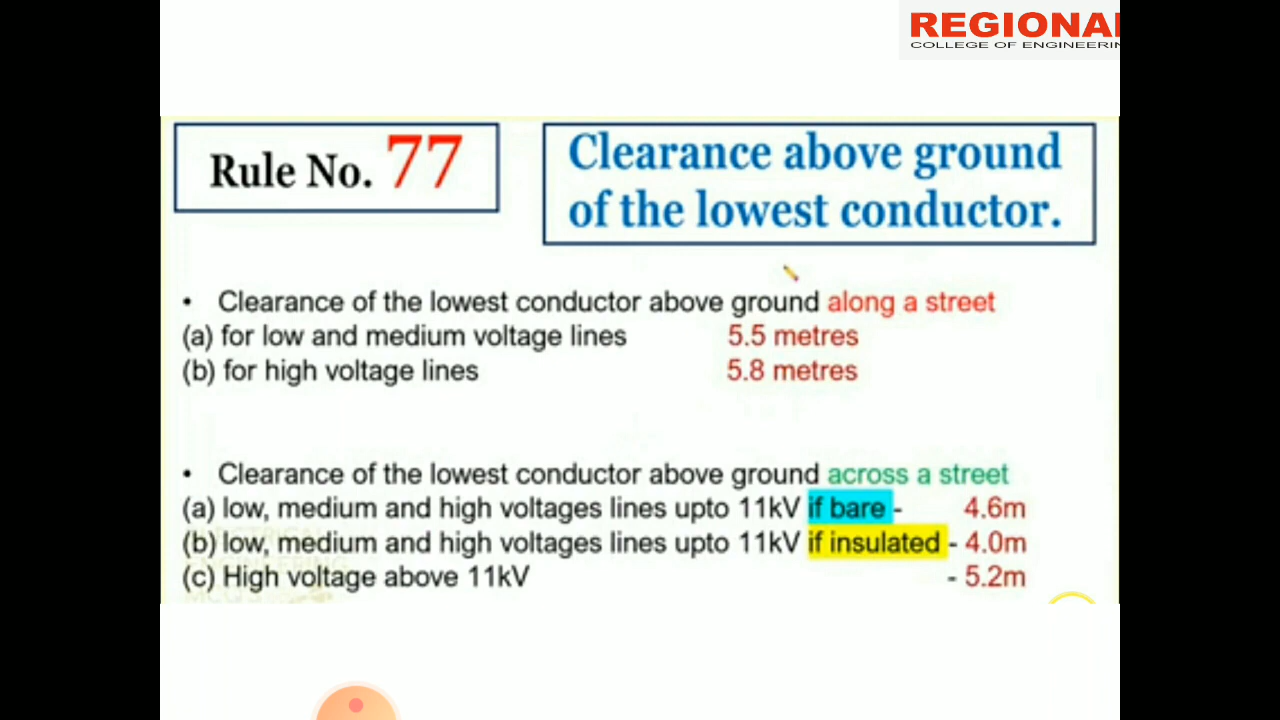 REGIONA
COLLEGE OF ENGINEERIN
Rule No. 77
Clearance above ground
of the lowest conductor.
• Clearance of the lowest conductor above ground along a street
(a) for low and medium voltage lines 5.5 metres
(b) for high voltage lines 5.8 metres
• Clearance of the lowest conductor above ground across a street
(a) low, medium and high voltages lines upto 11kV if bare - 4.6m
(b) low, medium and high voltages lines upto 11kV if insulated - 4.0m
(c) High voltage above 11kV - 5.2m